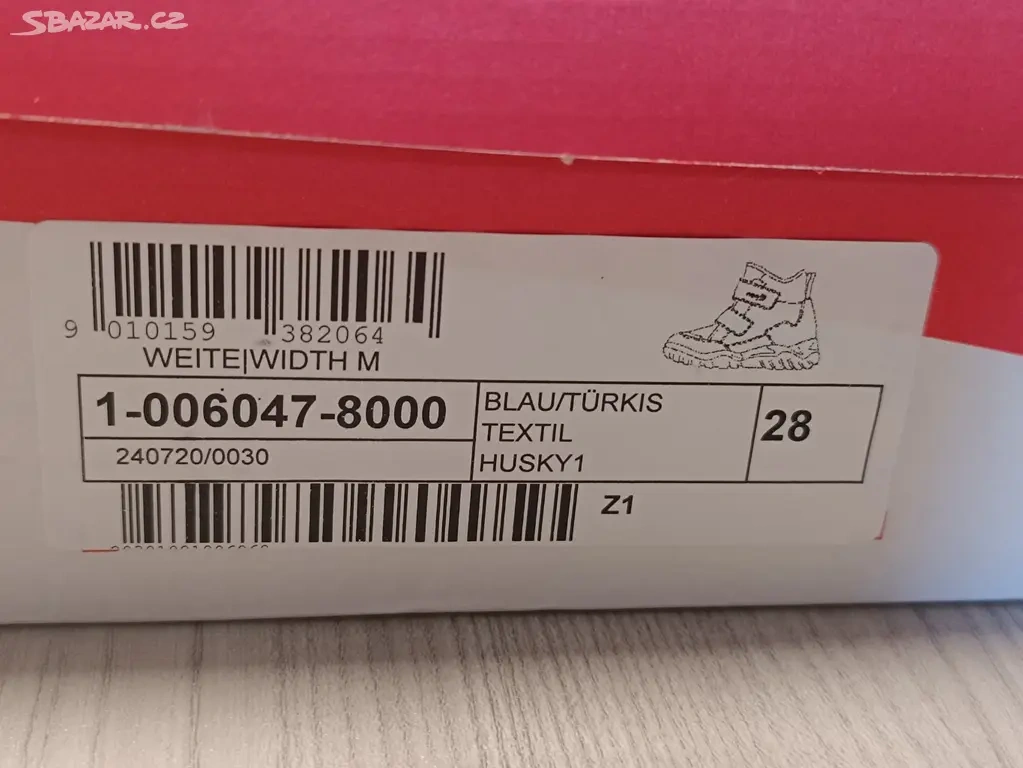 SBAZAR.CZ
9 010159 382064
WEITE|WIDTH M
1-006047-8000
240720/0030
BLAU/TÜRKIS
TEXTIL
HUSKY1
28
Z1